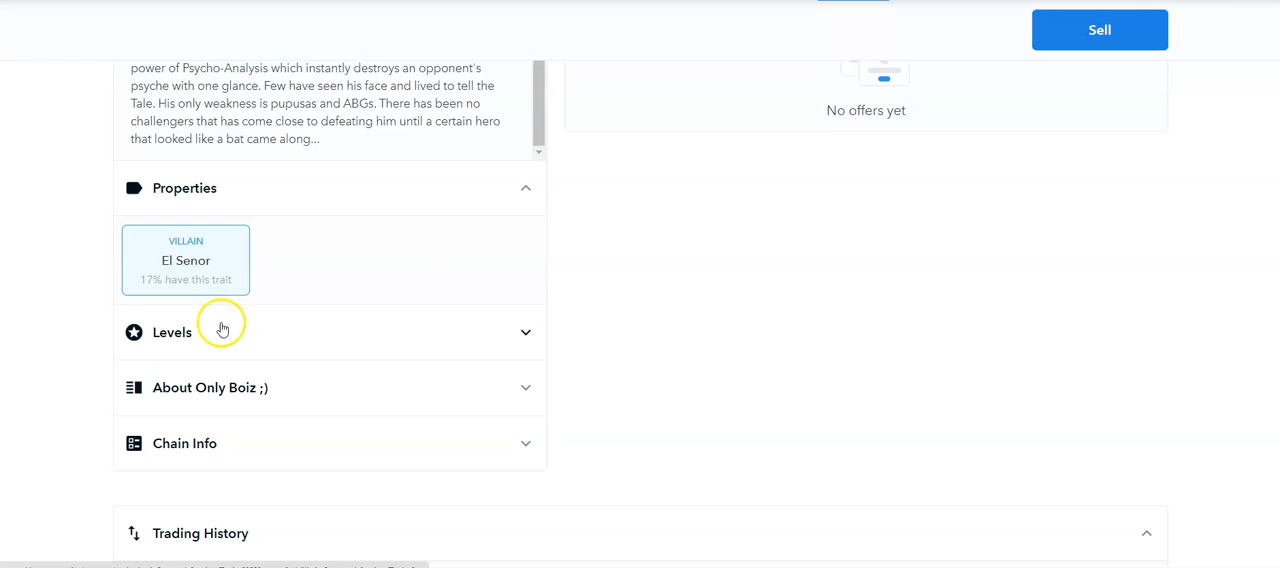 Sell
power of Psycho-Analysis which instantly destroys an opponent's
psyche with one glance. Few have seen his face and lived to tell the
Tale. His only weakness is pupusas and ABGs. There has been no
challengers that has come close to defeating him until a certain hero
that looked like a bat came along...
No offers yet
Properties
VILLAIN
El Senor
17% have this trait
Levels
About Only Boiz ;)
Chain Info
Trading History